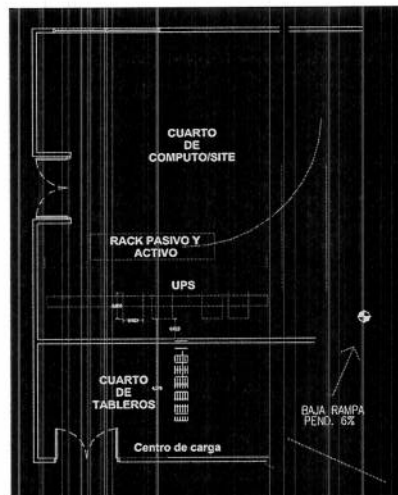 CUARTO
DE
COMPUTO/SITE
RACK PASIVO Y
ACTIVO
UPS
CUARTO
DE
TABLEROS
BAJA RAMPA
PEND. 6%
Centro de carga